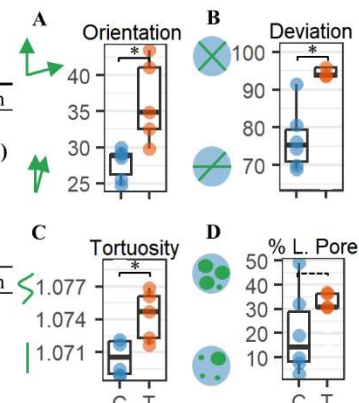 A
Orientation
*
40
35
30
25
B
Deviation
*
100
90
80
70
n
)
C
Tortuosity
*
1.077
1.074
1.071
C T
D
% L. Pore
50
40
30
20
10
C T
n